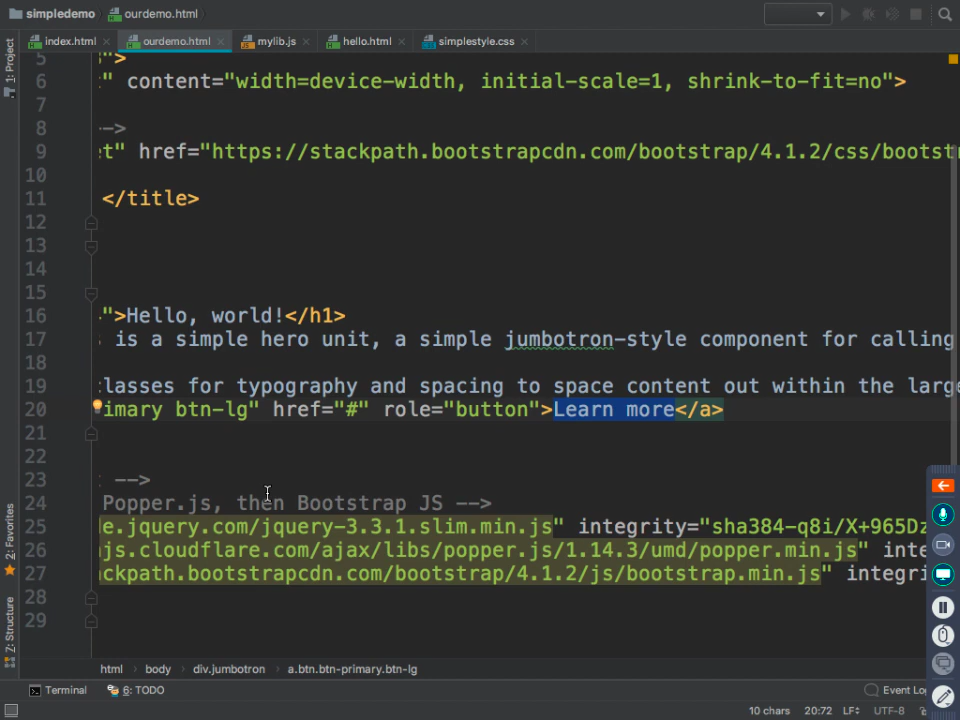 simpledemo ourdemo.html
index.html ourdemo.html mylib.js hello.html simplestyle.css
1: Project
5 ">
6 " content="width=device-width, initial-scale=1, shrink-to-fit=no">
7
8 -->
9 et" href="https://stackpath.bootstrapcdn.com/bootstrap/4.1.2/css/bootst
10
11 </title>
12
13
14
15
16 ">Hello, world!</h1>
17 is a simple hero unit, a simple jumbotron-style component for calling
18
19 lasses for typography and spacing to space content out within the large
20 imary btn-lg" href="#" role="button">Learn more</a>
21
22
23 -->
24 Popper.js, then Bootstrap JS -->
25 e.jquery.com/jquery-3.3.1.slim.min.js" integrity="sha384-q8i/X+965Dz
26 js.cloudflare.com/ajax/libs/popper.js/1.14.3/umd/popper.min.js" inte
27 ckpath.bootstrapcdn.com/bootstrap/4.1.2/js/bootstrap.min.js" integri
28
29
2: Favorites
7: Structure
html body div.jumbotron a.btn.btn-primary.btn-lg
Terminal 6: TODO Event Log
10 chars 20:72 LF UTF-8